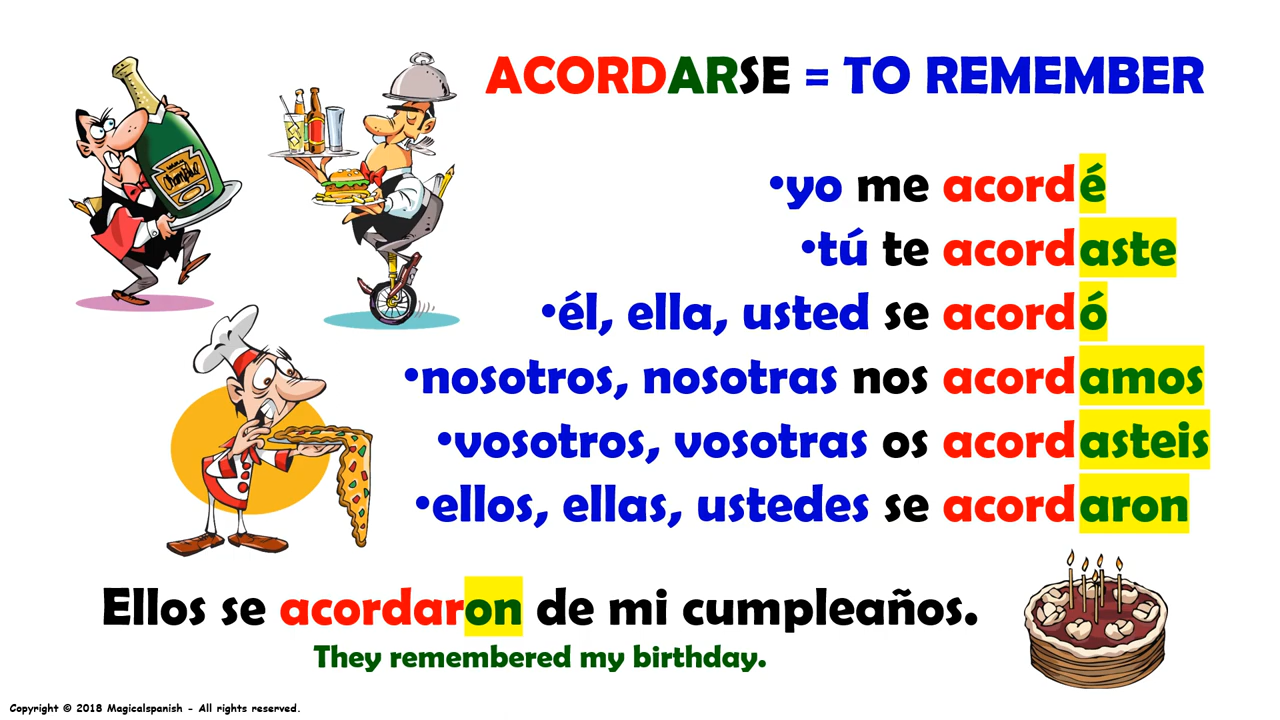 ACORDARSE = TO REMEMBER
•yo me acordé
•tú te acordaste
•él, ella, usted se acordó
•nosotros, nosotras nos acordamos
•vosotros, vosotras os acordasteis
•ellos, ellas, ustedes se acordaron
Ellos se acordaron de mi cumpleaños.
They remembered my birthday.
Copyright © 2018 Magicalspanish - All rights reserved.